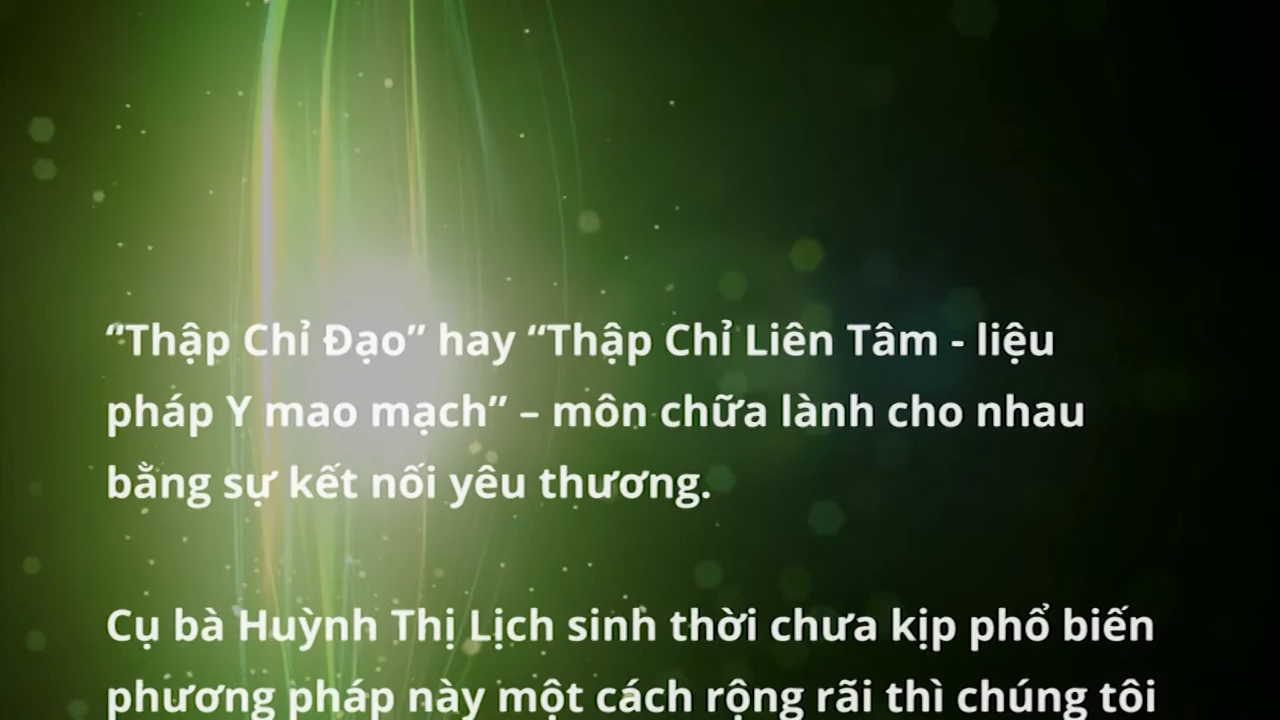 “Thập Chỉ Đạo” hay “Thập Chỉ Liên Tâm - liệu
pháp Y mao mạch” – môn chữa lành cho nhau
bằng sự kết nối yêu thương.
Cụ bà Huỳnh Thị Lịch sinh thời chưa kịp phổ biến
phương pháp này một cách rộng rãi thì chúng tôi